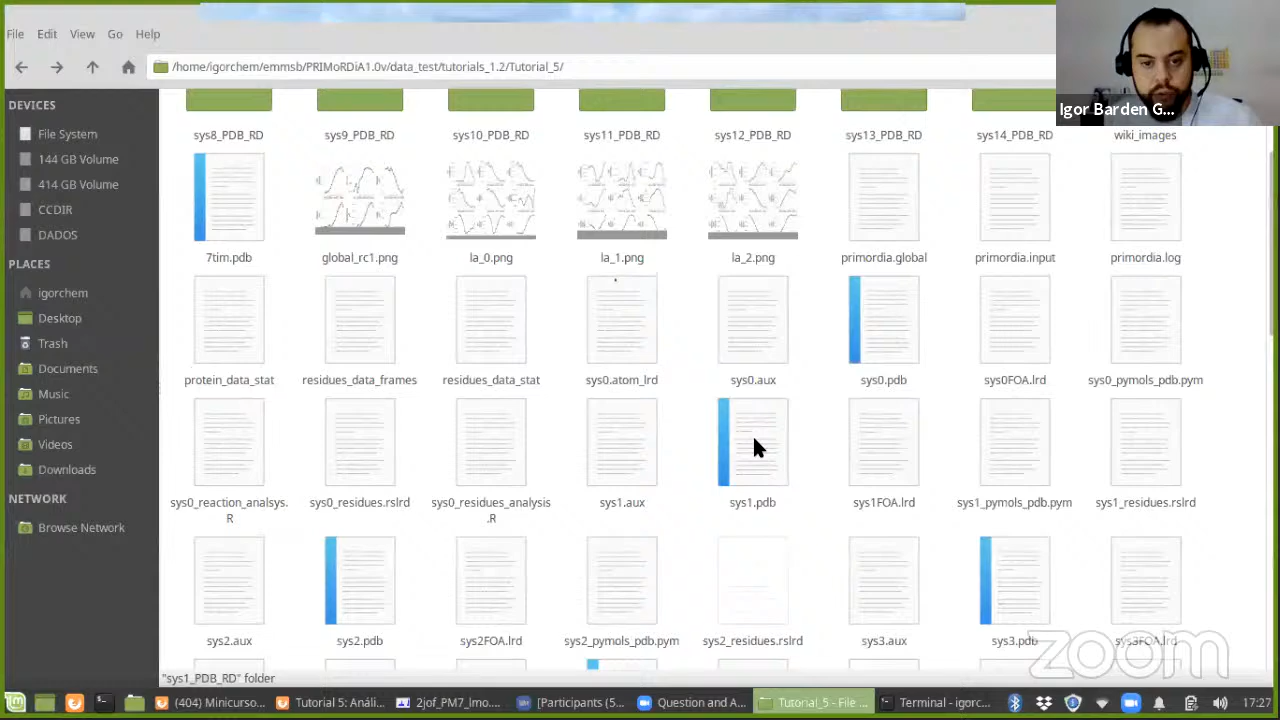 File Edit View Go Help
/home/igorchem/emmsb/PRIMoRDiA1.0v/data_test/tutorials_1.2/Tutorial_5/
Igor Barden G...
DEVICES
File System
144 GB Volume
414 GB Volume
CCDIR
DADOS
PLACES
igorchem
Desktop
Trash
Documents
Music
Pictures
Videos
Downloads
NETWORK
Browse Network
sys8_PDB_RD sys9_PDB_RD sys10_PDB_RD sys11_PDB_RD sys12_PDB_RD sys13_PDB_RD sys14_PDB_RD wiki_images
7tim.pdb global_rc1.png la_0.png la_1.png la_2.png primordia.global primordia.input primordia.log
protein_data_stat residues_data_frames residues_data_stat sys0.atom_lrd sys0.aux sys0.pdb sys0FOA.lrd sys0_pymols_pdb.pym
sys0_reaction_analsys.R sys0_residues.rslrd sys0_residues_analysis.R sys1.aux sys1.pdb sys1FOA.lrd sys1_pymols_pdb.pym sys1_residues.rslrd
sys2.aux sys2.pdb sys2FOA.lrd sys2_pymols_pdb.pym sys2_residues.rslrd sys3.aux sys3.pdb sys3FOA.lrd
zoom
"sys1_PDB_RD" folder
(404) Minicurso... Tutorial 5: Análi... 2jof_PM7_lmo.... [Participants (5... Question and A... Tutorial_5 - File ... Terminal - igorc... 17:27